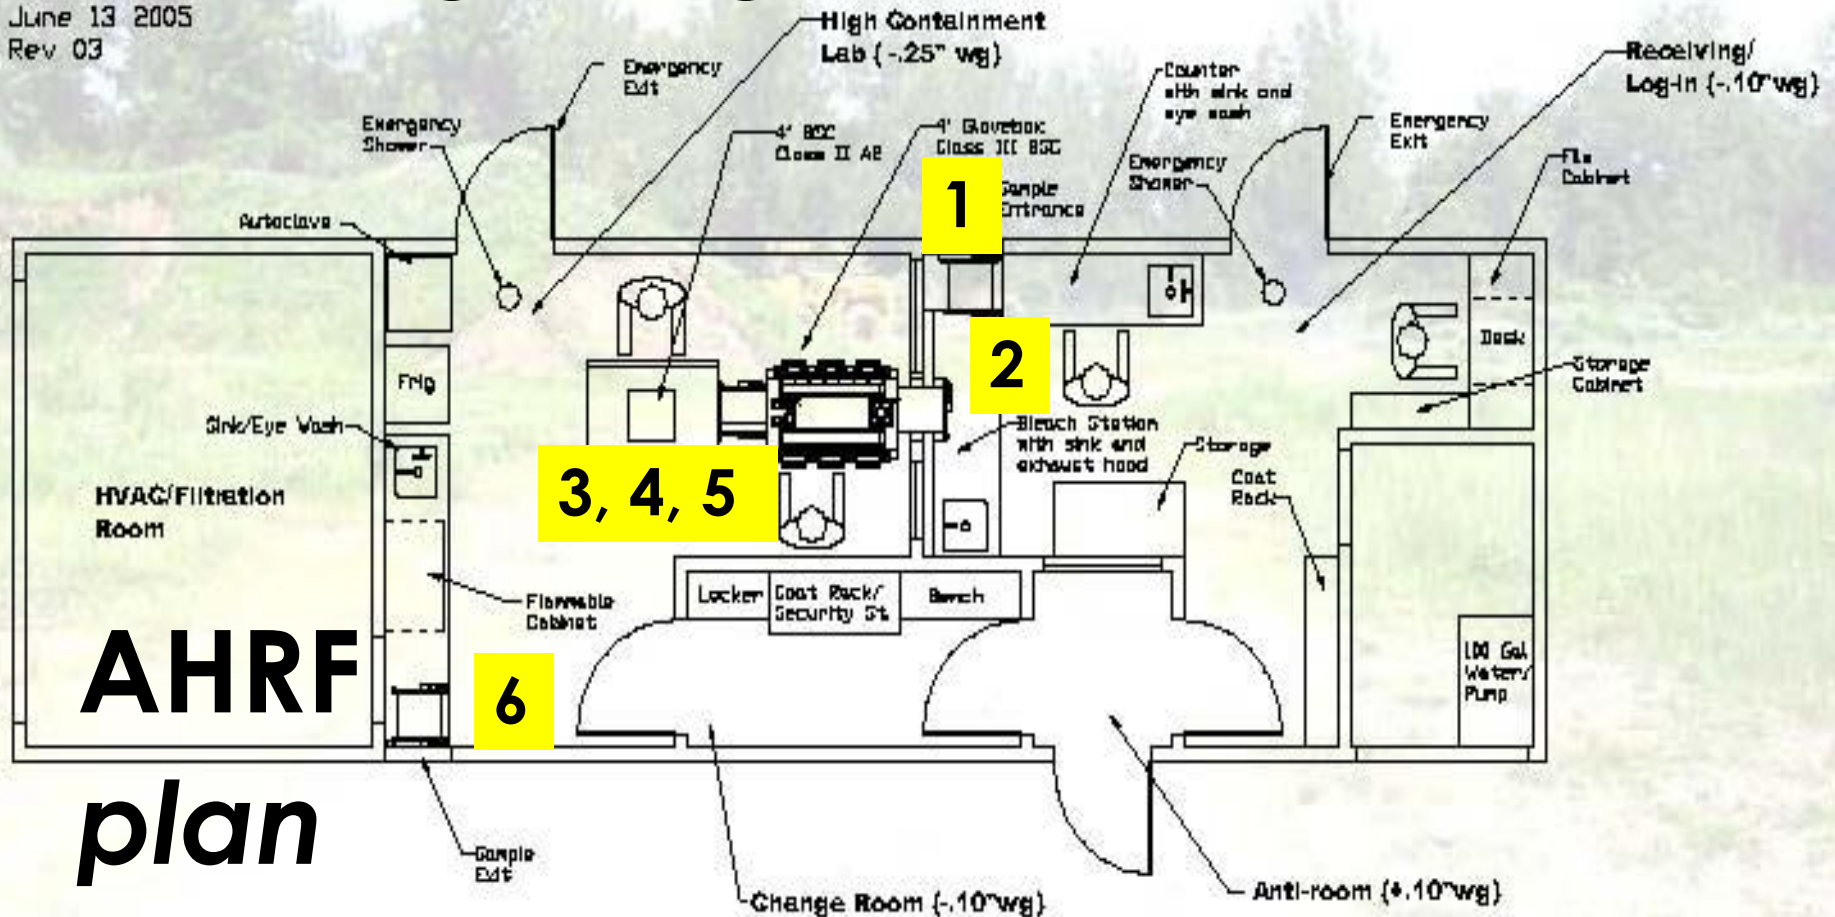 June 13 2005
Rev 03
High Containment
Lab (-.25" wg)
Receiving/
Log-in (-.10"wg)
Emergency
Exit
Counter
with sink and
eye wash
Emergency
Shower
4' BSC
Class II AB
4' Glovebox
Class III BSC
Emergency
Exit
Emergency
Shower
File
Cabinet
1
Sample
Entrance
Autoclave
2
Desk
Storage
Cabinet
Frig
Sink/Eye Wash
Bleach Station
with sink and
exhaust hood
Storage
Coat
Rack
3, 4, 5
HVAC/Filtration
Room
Locker
Coat Rack/
Security St
Bench
Flammable
Cabinet
100 Gal
Water/
Pump
6
AHRF
plan
Sample
Exit
Change Room (-.10"wg)
Anti-room (+.10"wg)